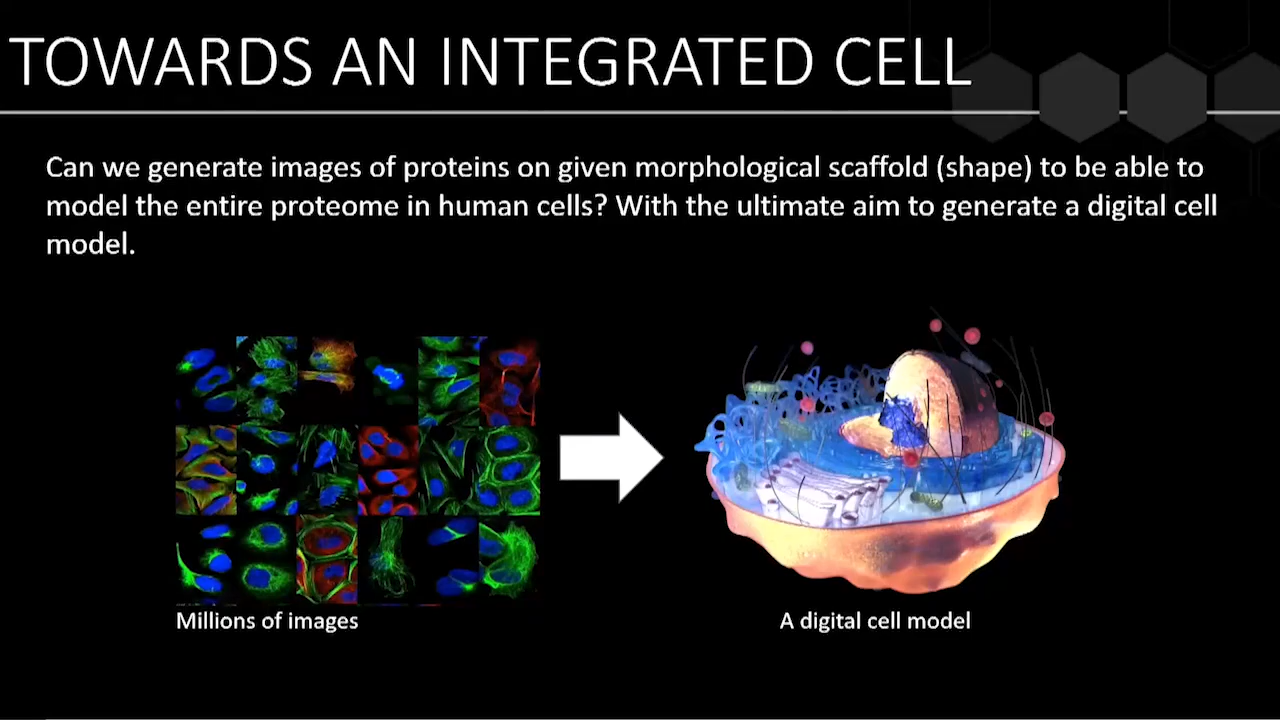 TOWARDS AN INTEGRATED CELL
Can we generate images of proteins on given morphological scaffold (shape) to be able to
model the entire proteome in human cells? With the ultimate aim to generate a digital cell
model.
Millions of images
A digital cell model